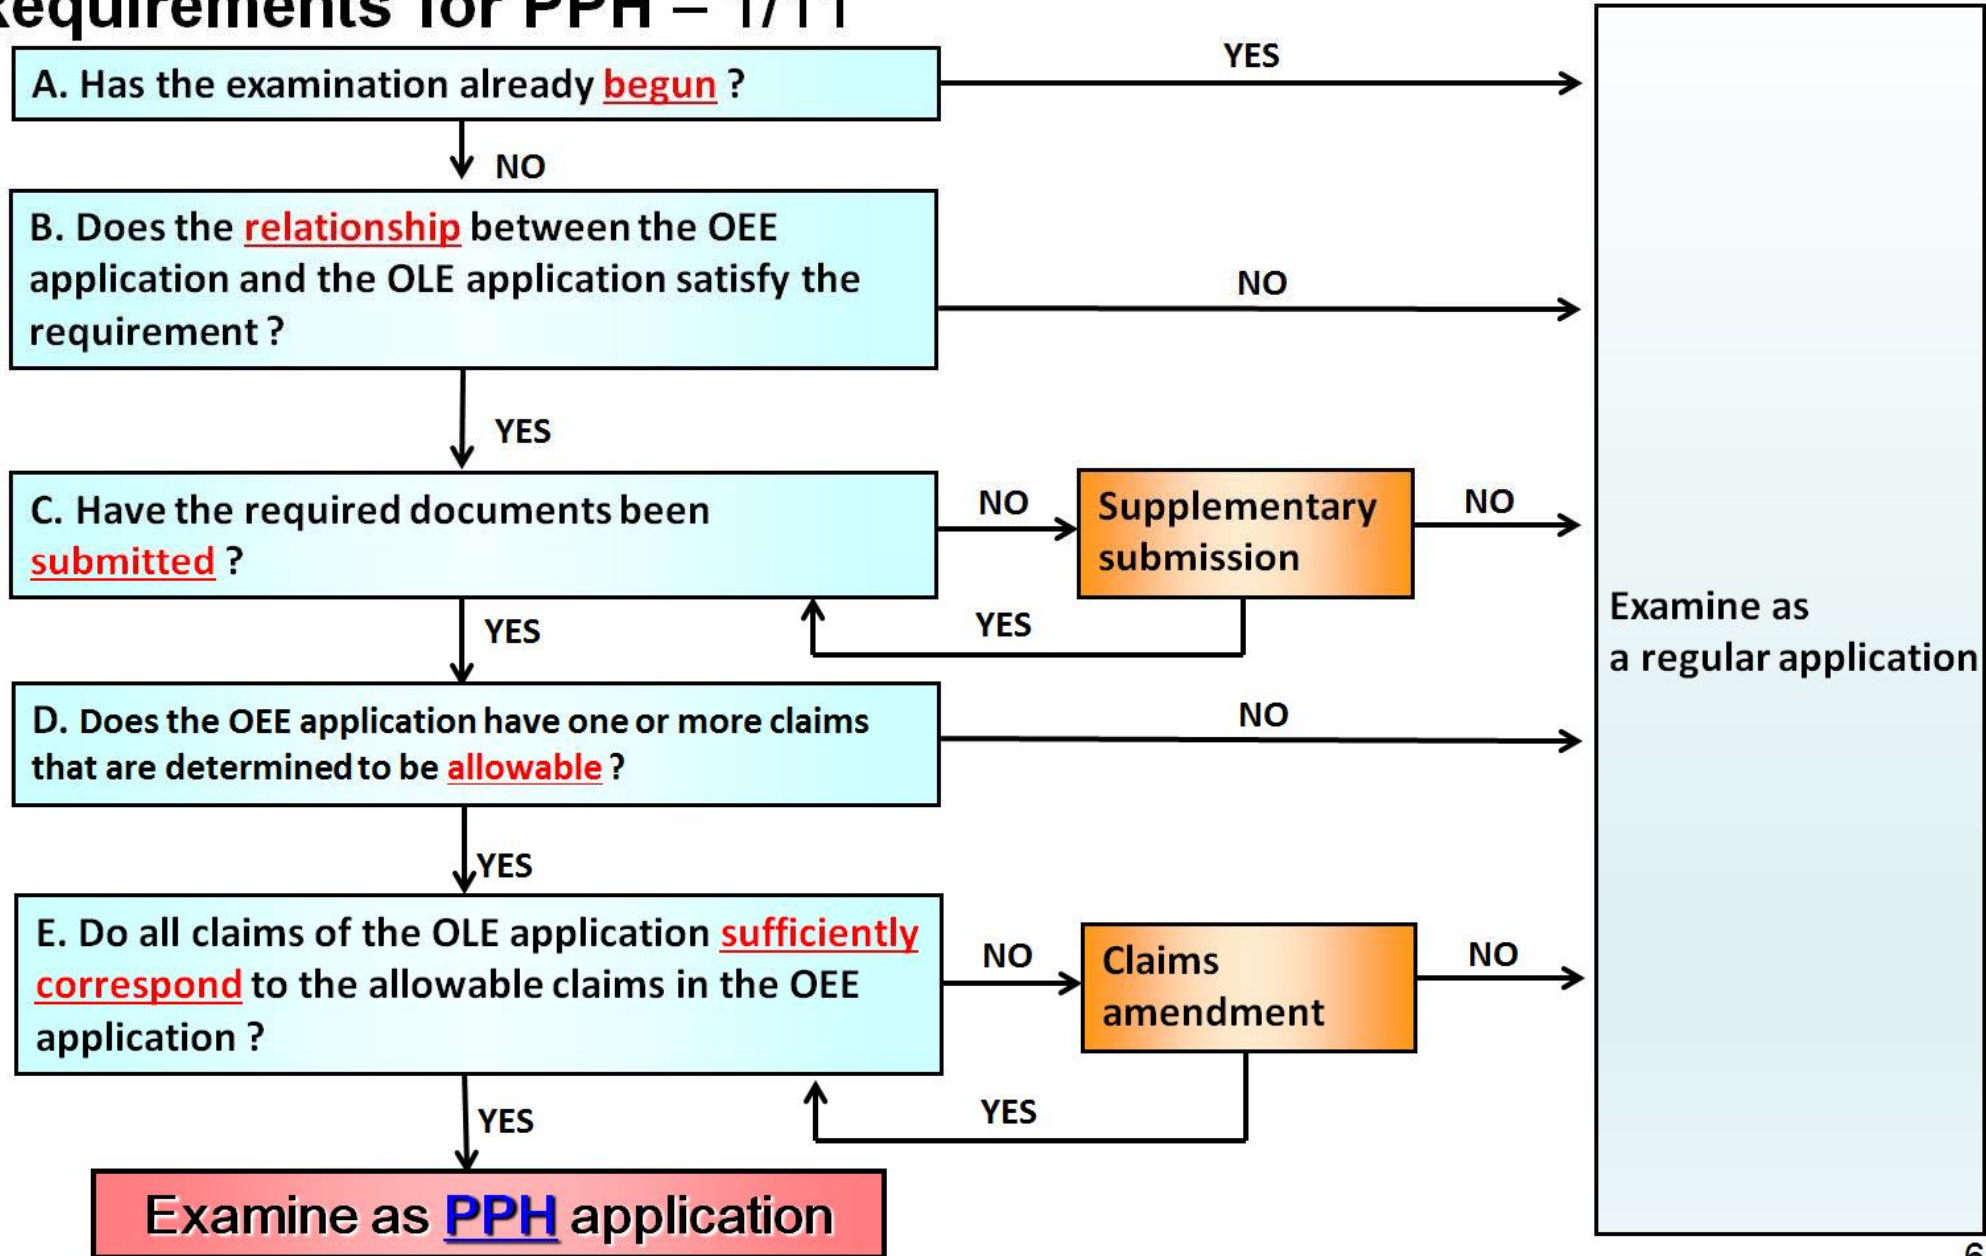 Requirements for PPH – 1/11
A. Has the examination already begun ?
YES
NO
B. Does the relationship between the OEE
application and the OLE application satisfy the
requirement ?
NO
YES
C. Have the required documents been
submitted ?
NO
Supplementary
submission
NO
YES
YES
Examine as
a regular application
D. Does the OEE application have one or more claims
that are determined to be allowable ?
NO
YES
E. Do all claims of the OLE application sufficiently
correspond to the allowable claims in the OEE
application ?
NO
Claims
amendment
NO
YES
YES
Examine as PPH application
6